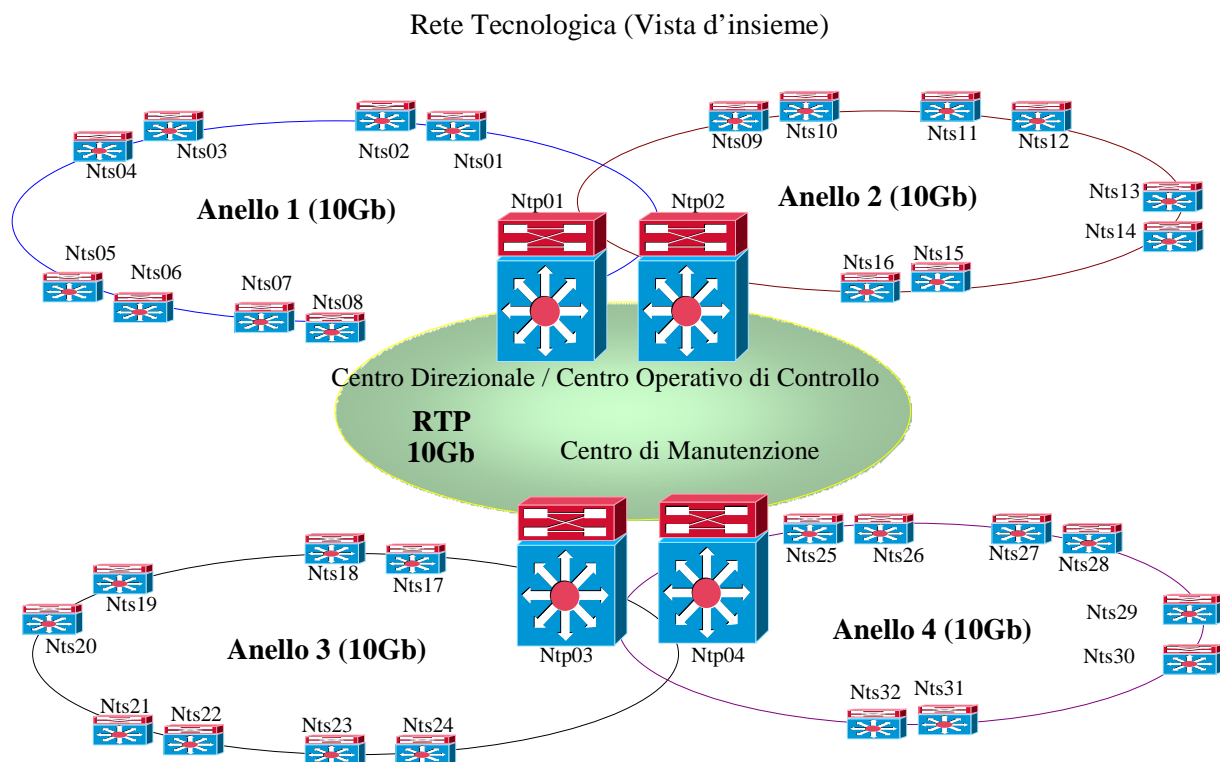 Rete Tecnologica (Vista d’insieme)
Nts04
Nts03
Nts02
Nts01
Anello 1 (10Gb)
Nts05
Nts06
Nts07
Nts08
Ntp01
Ntp02
Nts09
Nts10
Nts11
Nts12
Nts13
Nts14
Anello 2 (10Gb)
Nts16
Nts15
Centro Direzionale / Centro Operativo di Controllo
RTP
10Gb
Centro di Manutenzione
Nts18
Nts17
Nts19
Nts20
Anello 3 (10Gb)
Nts21
Nts22
Nts23
Nts24
Ntp03
Ntp04
Nts25
Nts26
Nts27
Nts28
Nts29
Nts30
Anello 4 (10Gb)
Nts32
Nts31